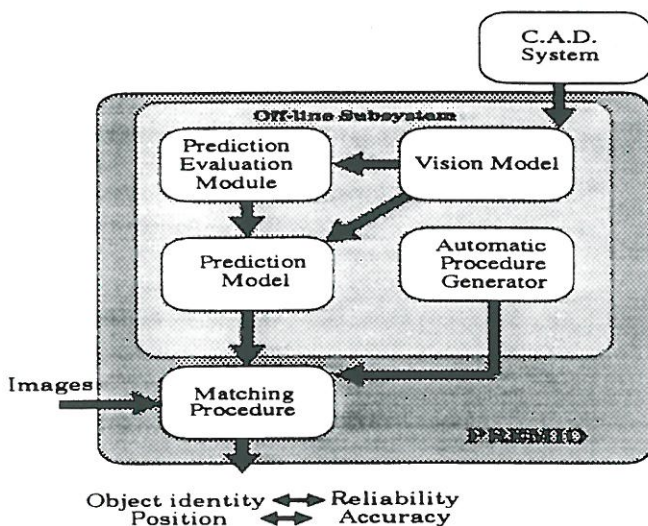 C.A.D.
System
Off-line Subsystem
Prediction
Evaluation
Module
Vision Model
Prediction
Model
Automatic
Procedure
Generator
Images
Matching
Procedure
PREMIO
Object identity Reliability
Position Accuracy